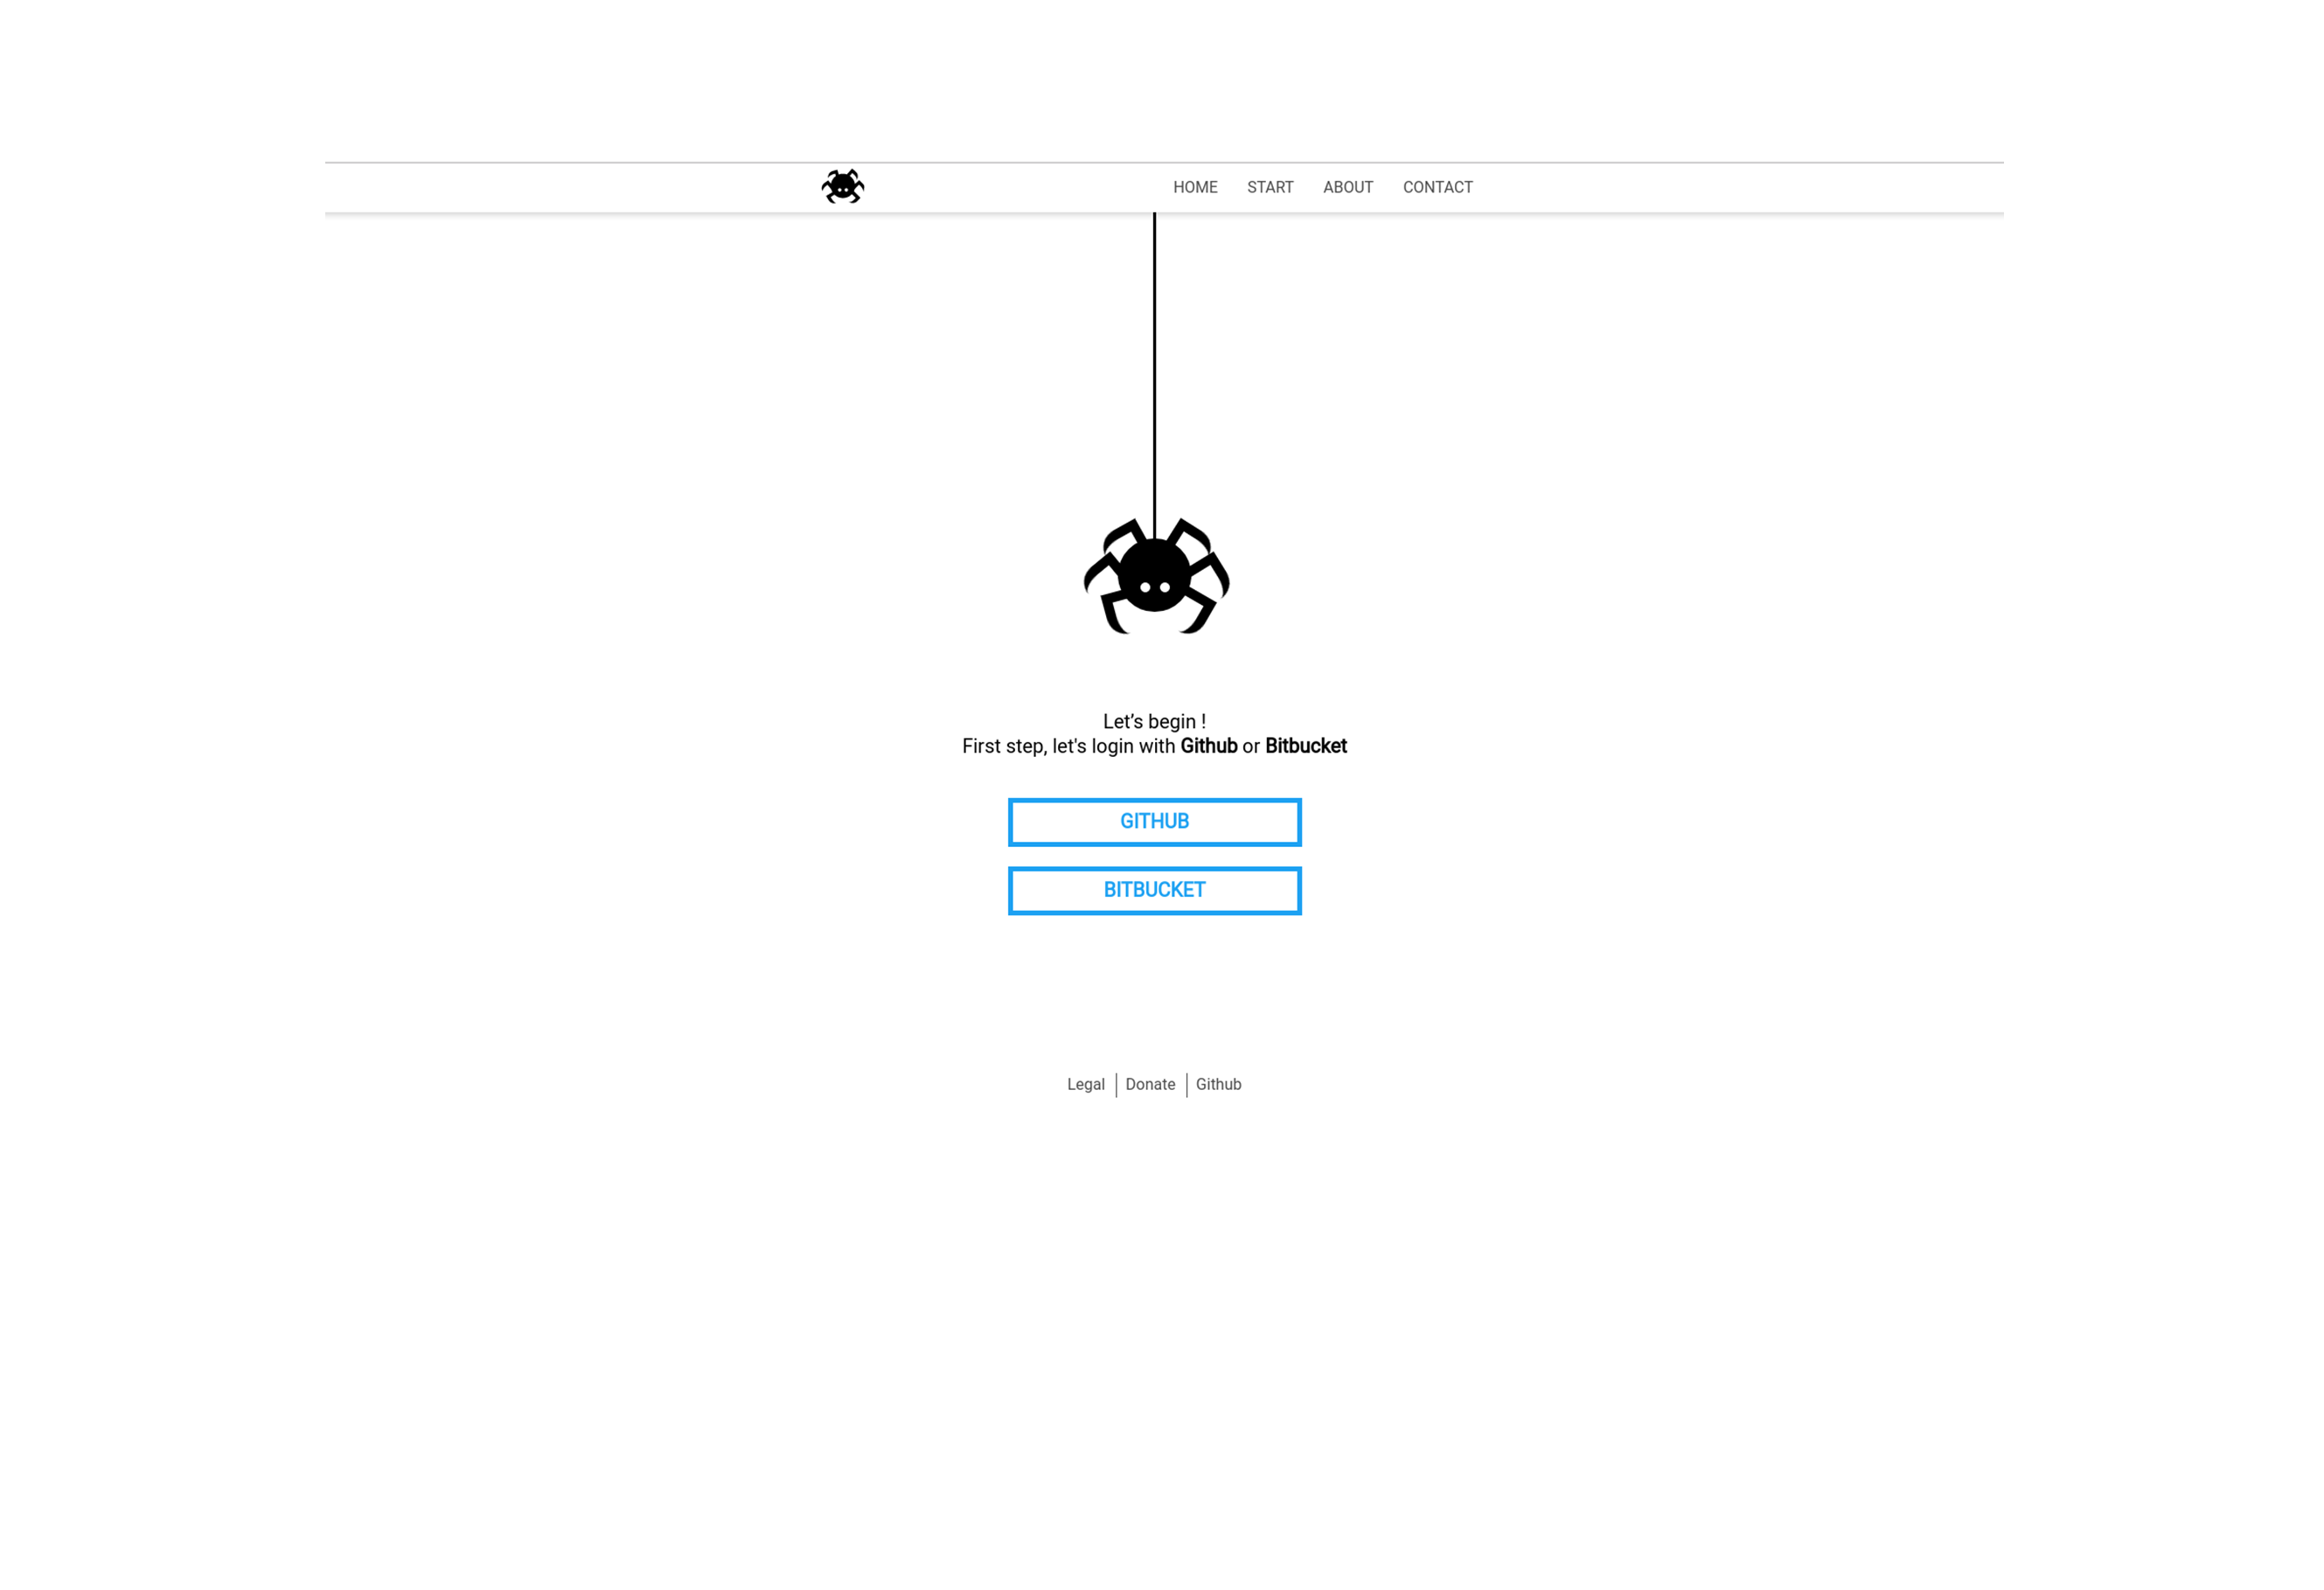 HOME START ABOUT CONTACT
Let’s begin !
First step, let's login with Github or Bitbucket
GITHUB
BITBUCKET
Legal Donate Github